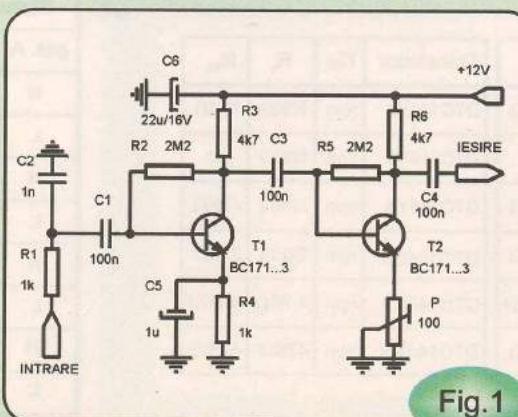 C6
+12V
22u/16V
R3
4k7
C3
R6
4k7
C2
1n
R2
2M2
R5
2M2
IESIRE
C1
100n
100n
C4
100n
R1
1k
T1
BC171...3
T2
BC171...3
C5
1u
R4
1k
P
100
INTRARE
Fig.1